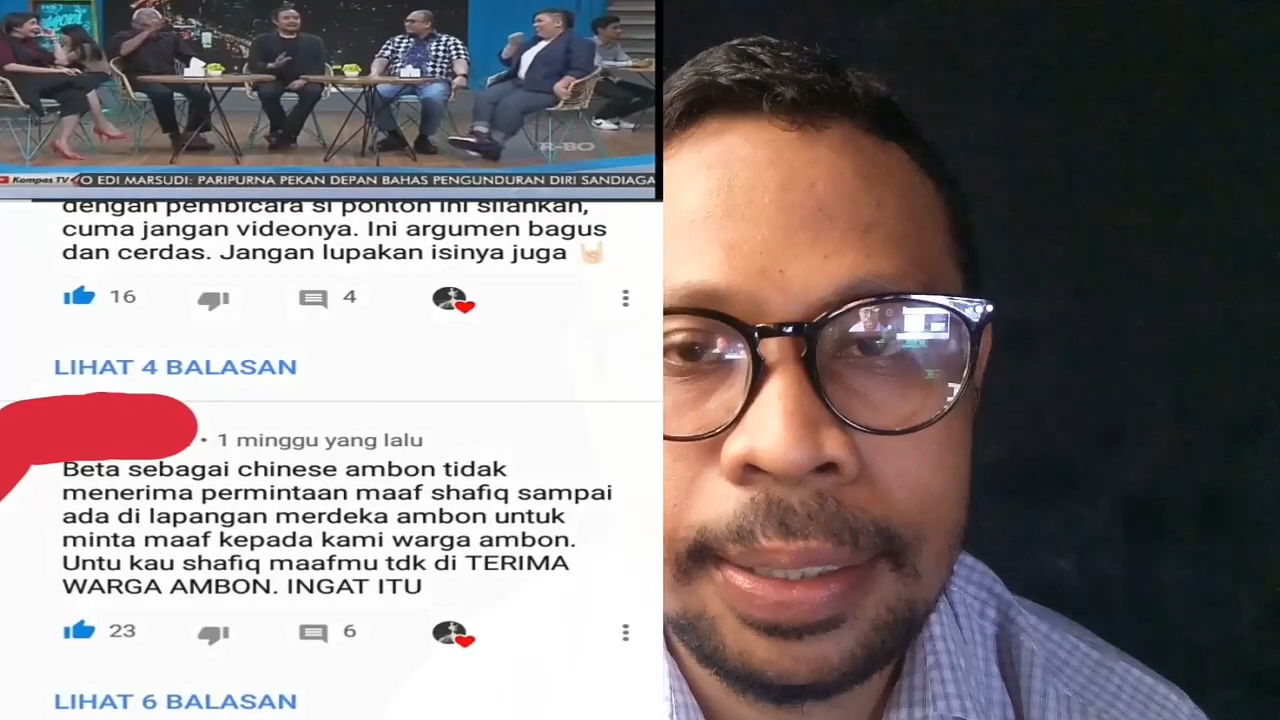 R-BO
Kompas TV
O EDI MARSUDI: PARIPURNA PEKAN DEPAN BAHAS PENGUNDURAN DIRI SANDIAGA
dengan pembicara si ponton ini silahkan,
cuma jangan videonya. Ini argumen bagus
dan cerdas. Jangan lupakan isinya juga 🤘🏻
16
4
LIHAT 4 BALASAN
• 1 minggu yang lalu
Beta sebagai chinese ambon tidak
menerima permintaan maaf shafiq sampai
ada di lapangan merdeka ambon untuk
minta maaf kepada kami warga ambon.
Untu kau shafiq maafmu tdk di TERIMA
WARGA AMBON. INGAT ITU
23
6
LIHAT 6 BALASAN